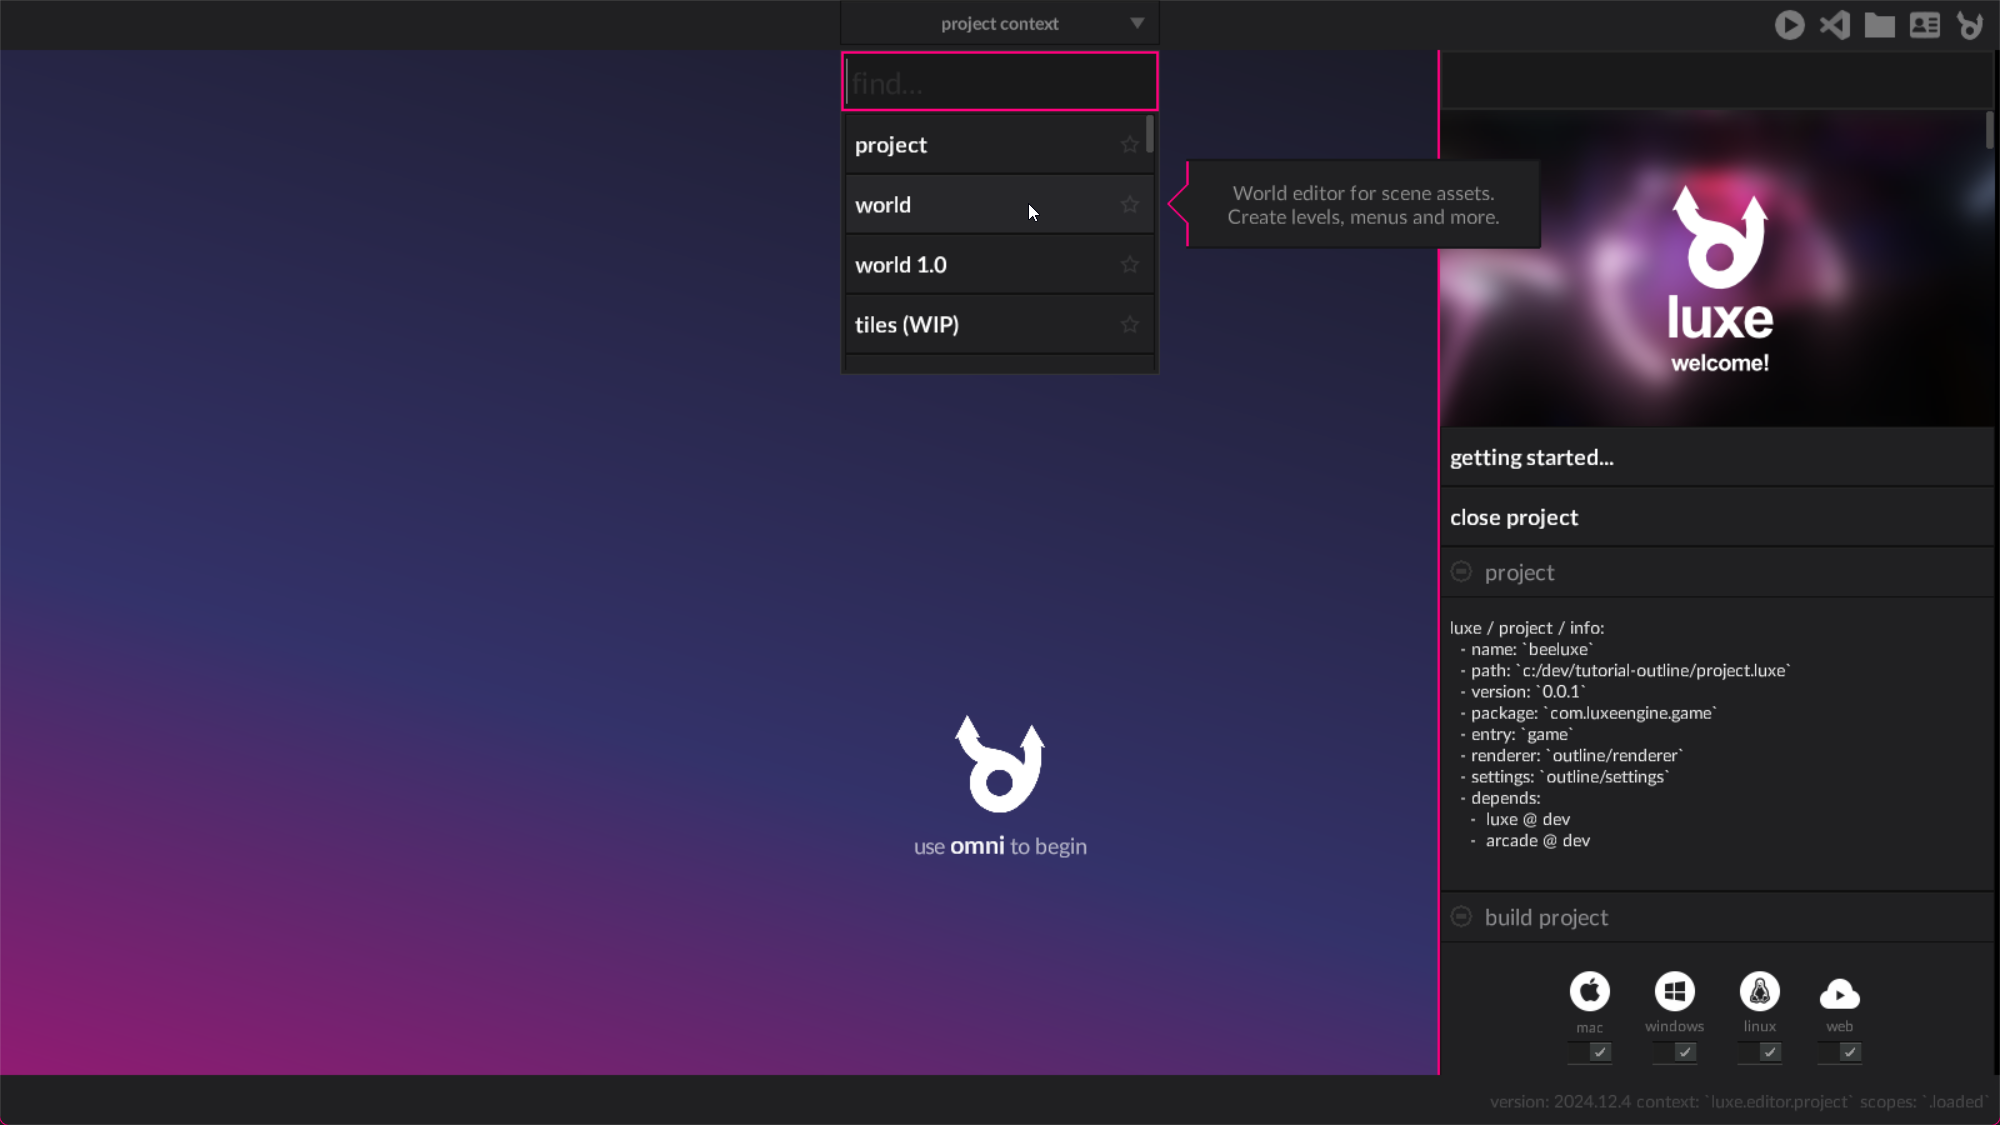 project context
find...
project
world
world 1.0
tiles (WIP)
World editor for scene assets.
Create levels, menus and more.
use omni to begin
luxe
welcome!
getting started...
close project
project
luxe / project / info:
- name: `beeluxe`
- path: `c:/dev/tutorial-outline/project.luxe`
- version: `0.0.1`
- package: `com.luxeengine.game`
- entry: `game`
- renderer: `outline/renderer`
- settings: `outline/settings`
- depends:
- luxe @ dev
- arcade @ dev
build project
mac windows linux web
version: 2024.12.4 context: `luxe.editor.project` scopes: `.loaded`